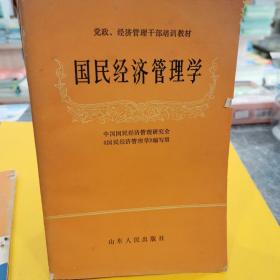 党政、经济管理干部培训教材
国民经济管理学
中国国民经济管理研究会
《国民经济管理学》编写组
山东人民出版社